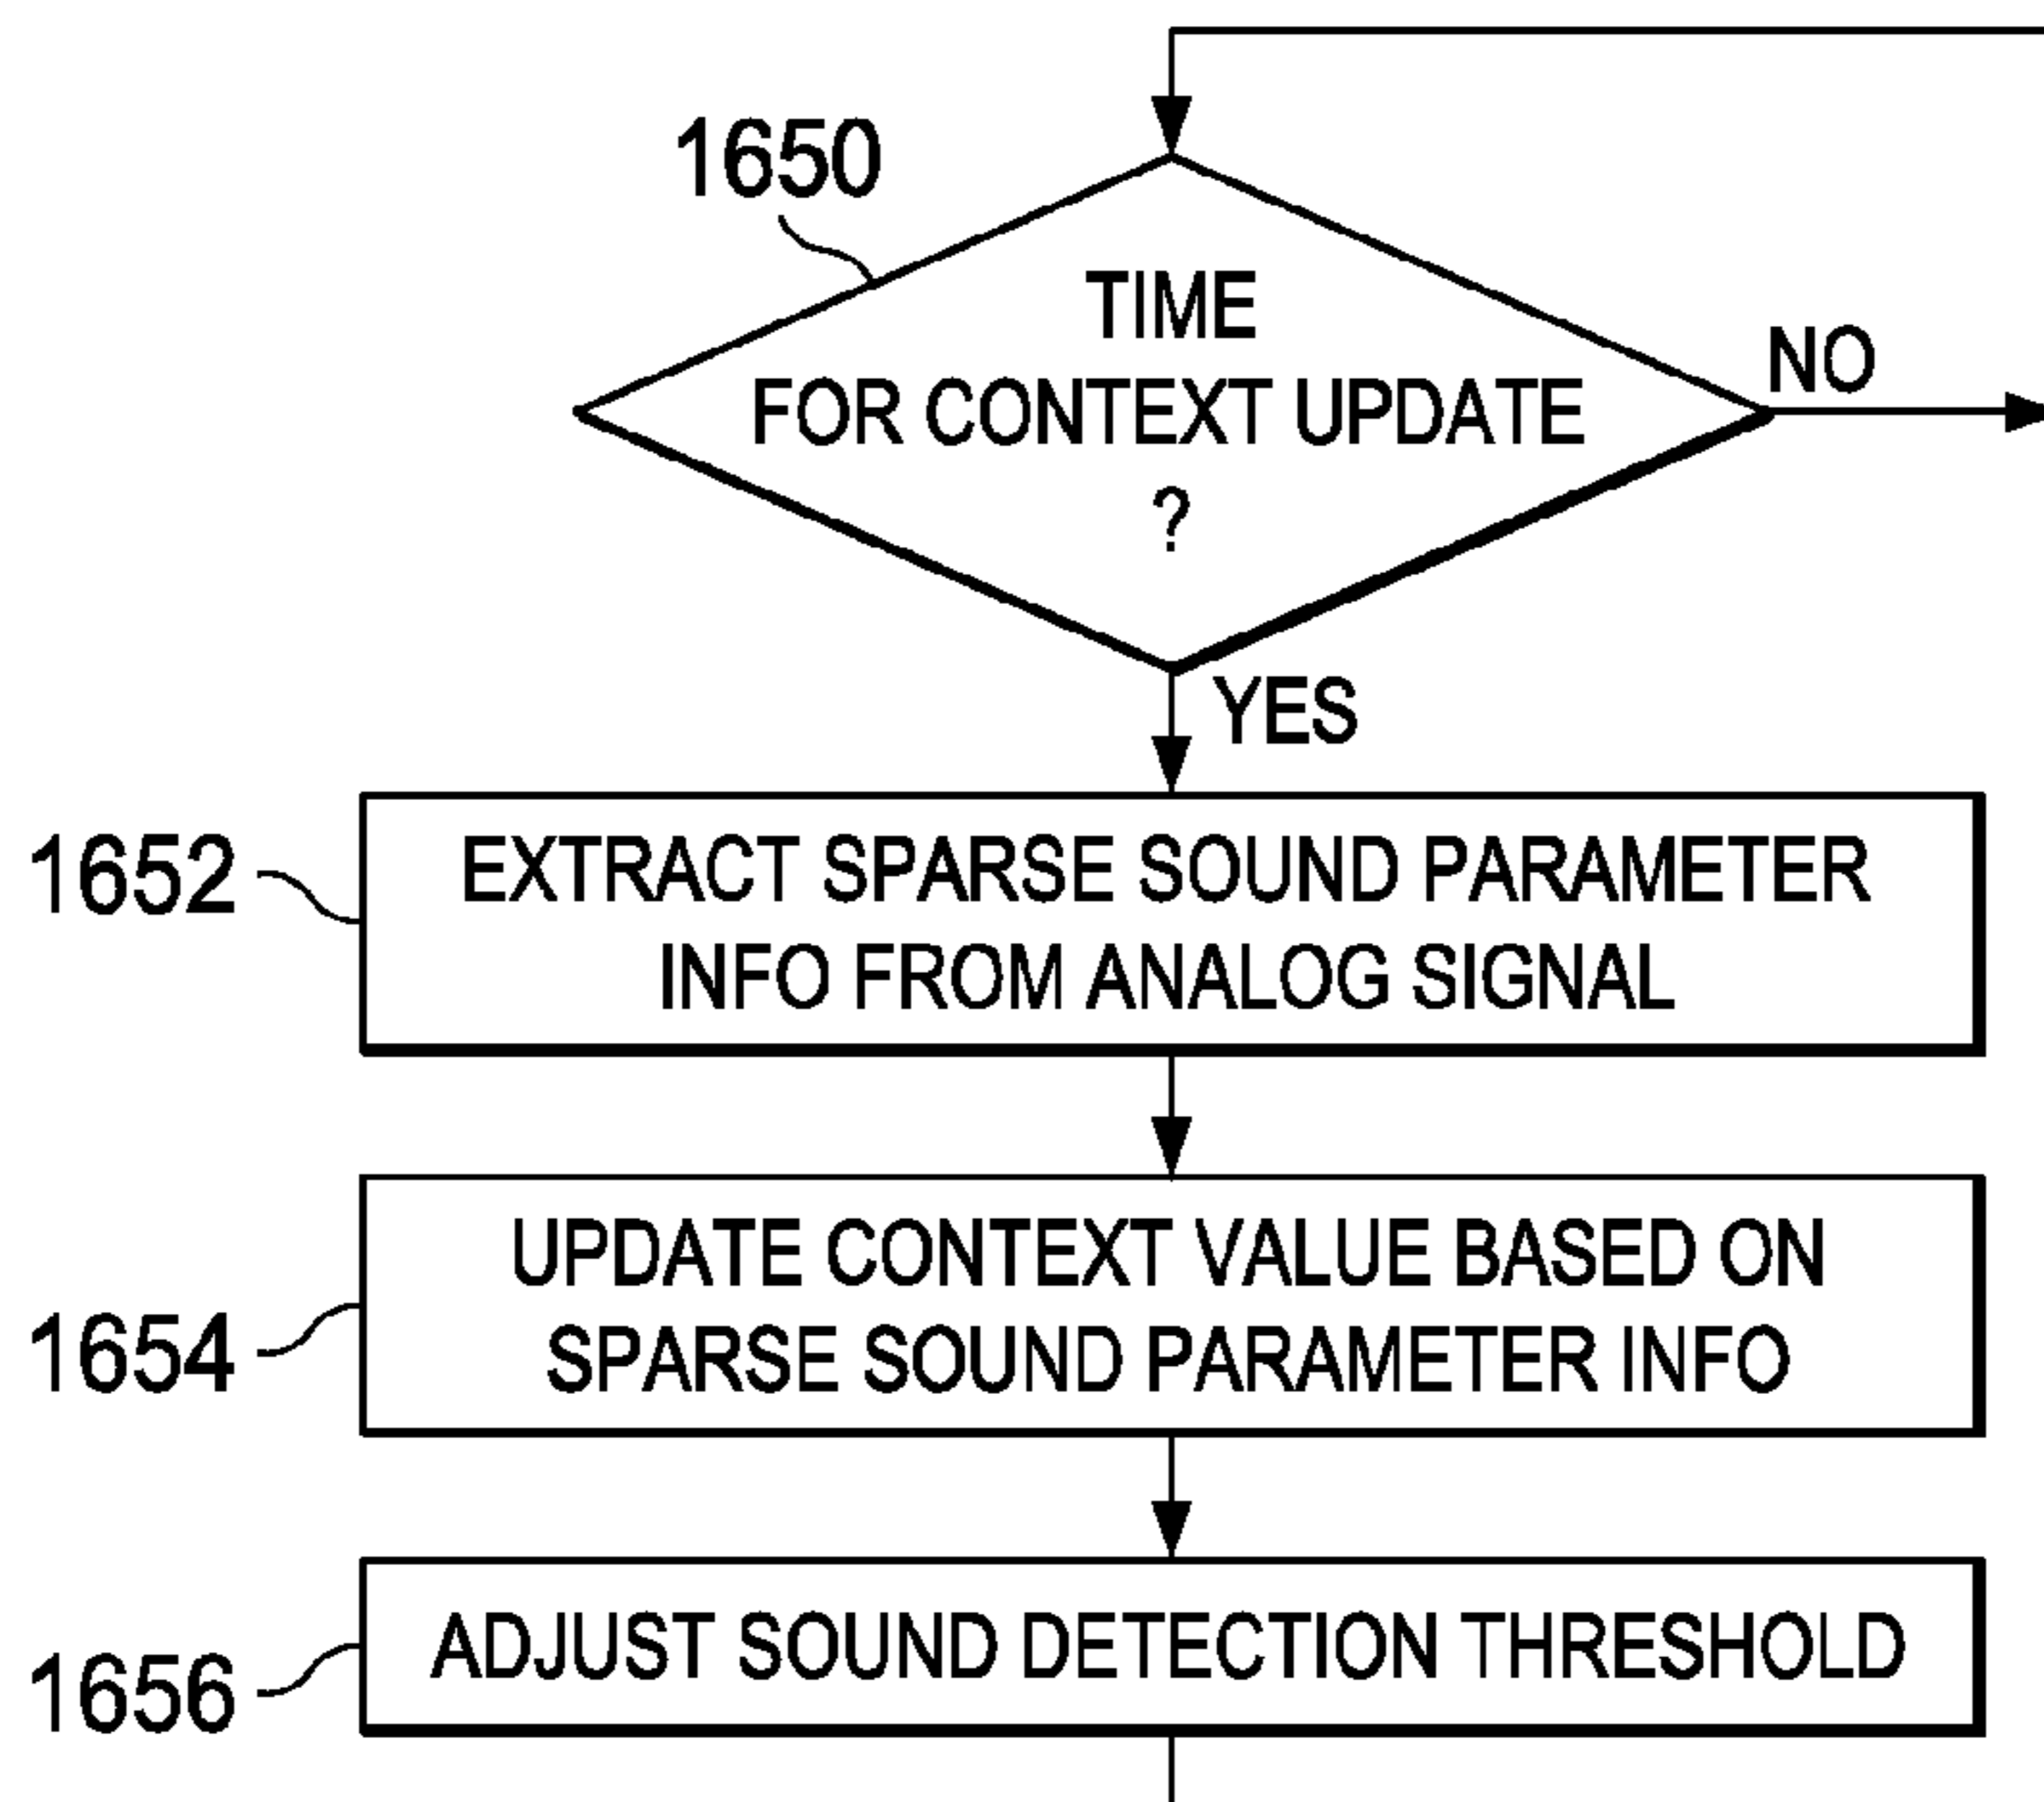 1650
TIME
FOR CONTEXT UPDATE
?
NO
YES
1652
EXTRACT SPARSE SOUND PARAMETER
INFO FROM ANALOG SIGNAL
1654
UPDATE CONTEXT VALUE BASED ON
SPARSE SOUND PARAMETER INFO
1656
ADJUST SOUND DETECTION THRESHOLD